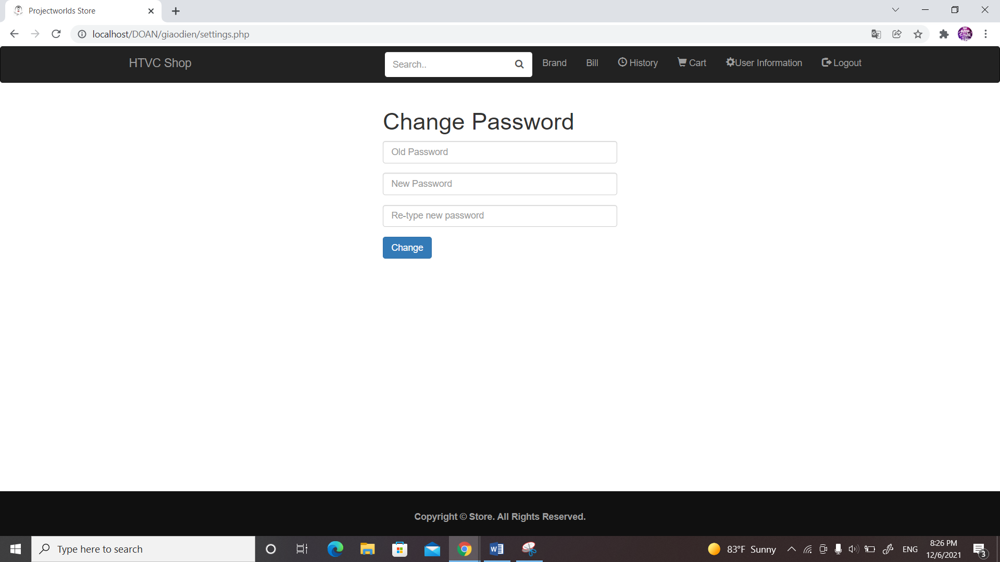 Projectworlds Store
localhost/DOAN/giaodien/settings.php
HTVC Shop
Search..
Brand
Bill
History
Cart
User Information
Logout
Change Password
Old Password
New Password
Re-type new password
Change
Copyright © Store. All Rights Reserved.
Type here to search
83°F Sunny
ENG
8:26 PM
12/6/2021
3